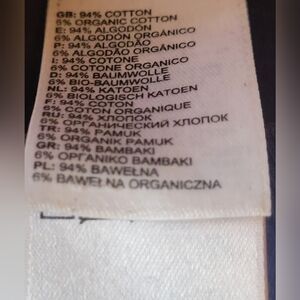 GB: 94% COTTON
6% ORGANIC COTTON
E: 94% ALGODÓN
6% ALGODÓN ORGÁNICO
P: 94% ALGODÃO
6% ALGODÃO ORGÂNICO
I: 94% COTONE
6% COTONE ORGANICO
D: 94% BAUMWOLLE
6% BIO-BAUMWOLLE
NL: 94% KATOEN
6% BIOLOGISCH KATOEN
F: 94% COTON
6% COTON ORGANIQUE
RU: 94% ХЛОПОК
6% ОРГАНИЧЕСКИЙ ХЛОПОК
TR: 94% PAMUK
6% ORGANIK PAMUK
GR: 94% BAMBAKI
6% ΟΡΓΑΝΙΚΟ ΒΑΜΒΑΚΙ
PL: 94% BAWEŁNA
6% BAWEŁNA ORGANICZNA